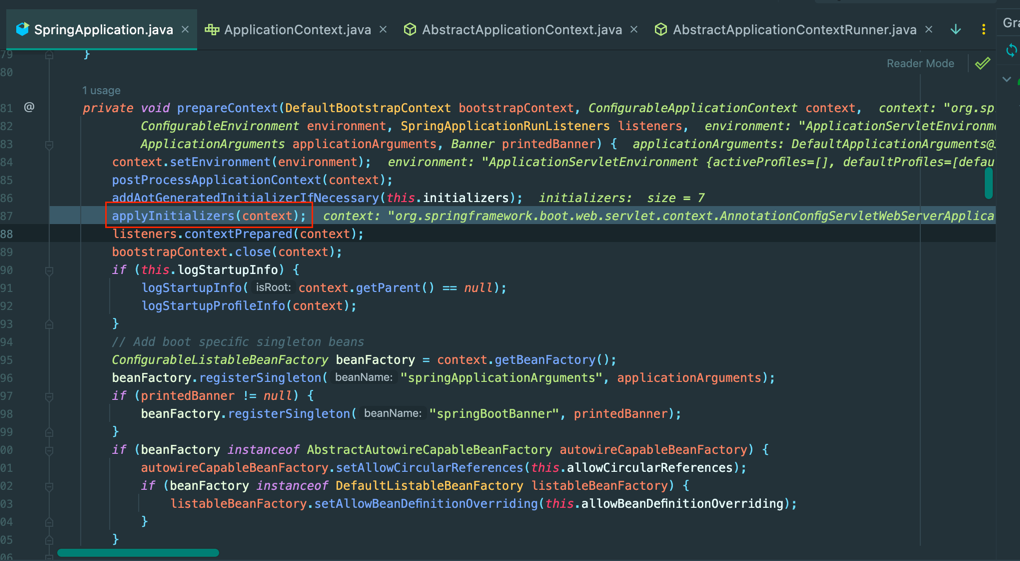 SpringApplication.java × ApplicationContext.java × AbstractApplicationContext.java × AbstractApplicationContextRunner.java × Gra
79 }
80 Reader Mode
1 usage
81 @ private void prepareContext(DefaultBootstrapContext bootstrapContext, ConfigurableApplicationContext context, context: "org.sp
82 ConfigurableEnvironment environment, SpringApplicationRunListeners listeners, environment: "ApplicationServletEnvironme
83 ApplicationArguments applicationArguments, Banner printedBanner) { applicationArguments: DefaultApplicationArguments@
84 context.setEnvironment(environment); environment: "ApplicationServletEnvironment {activeProfiles=[], defaultProfiles=[defau
85 postProcessApplicationContext(context);
86 addAotGeneratedInitializerIfNecessary(this.initializers); initializers: size = 7
87 applyInitializers(context); context: "org.springframework.boot.web.servlet.context.AnnotationConfigServletWebServerApplica
88 listeners.contextPrepared(context);
89 bootstrapContext.close(context);
90 if (this.logStartupInfo) {
91 logStartupInfo( isRoot: context.getParent() == null);
92 logStartupProfileInfo(context);
93 }
94 // Add boot specific singleton beans
95 ConfigurableListableBeanFactory beanFactory = context.getBeanFactory();
96 beanFactory.registerSingleton( beanName: "springApplicationArguments", applicationArguments);
97 if (printedBanner != null) {
98 beanFactory.registerSingleton( beanName: "springBootBanner", printedBanner);
99 }
00 if (beanFactory instanceof AbstractAutowireCapableBeanFactory autowireCapableBeanFactory) {
01 autowireCapableBeanFactory.setAllowCircularReferences(this.allowCircularReferences);
02 if (beanFactory instanceof DefaultListableBeanFactory listableBeanFactory) {
03 listableBeanFactory.setAllowBeanDefinitionOverriding(this.allowBeanDefinitionOverriding);
04 }
05 }
06